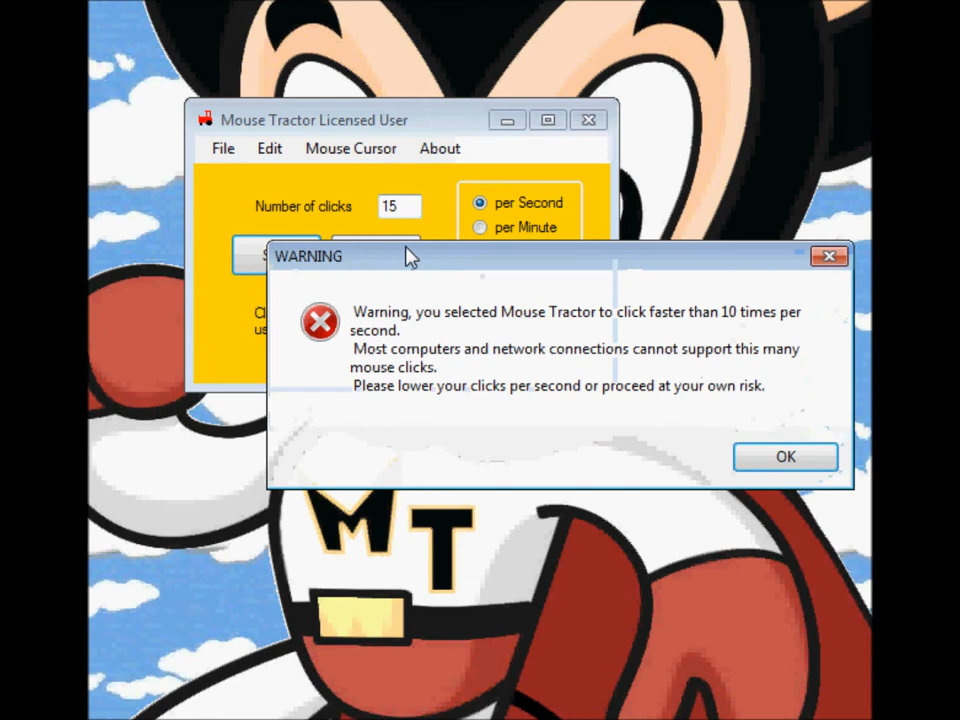 Mouse Tractor Licensed User
File Edit Mouse Cursor About
Number of clicks 15
per Second
per Minute
WARNING
Warning, you selected Mouse Tractor to click faster than 10 times per
second.
Most computers and network connections cannot support this many
mouse clicks.
Please lower your clicks per second or proceed at your own risk.
OK
MT